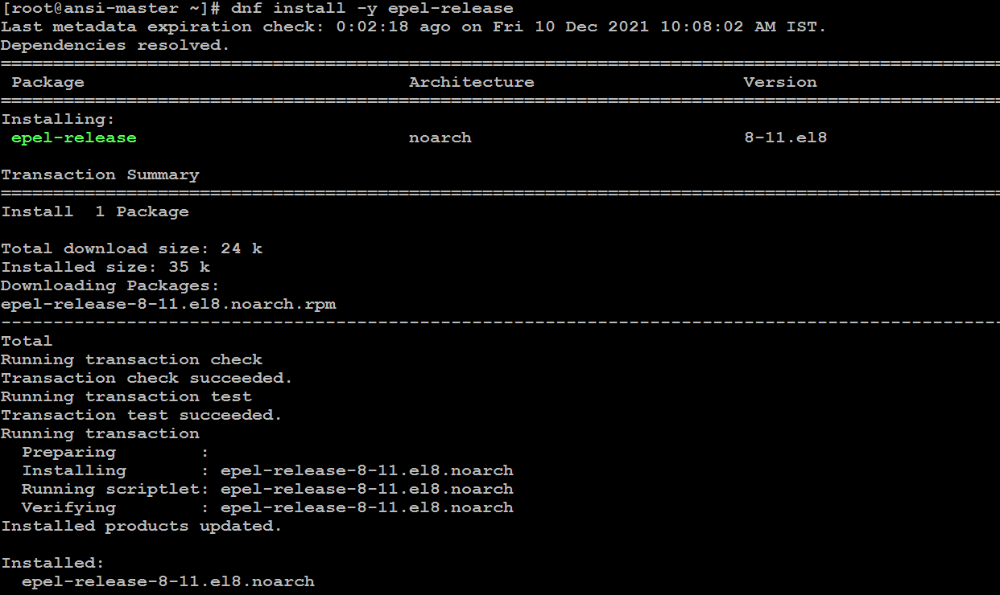 [root@ansi-master ~]# dnf install -y epel-release
Last metadata expiration check: 0:02:18 ago on Fri 10 Dec 2021 10:08:02 AM IST.
Dependencies resolved.
================================================================================================
 Package                               Architecture                    Version
================================================================================================
Installing:
 epel-release                          noarch                          8-11.el8

Transaction Summary
================================================================================================
Install  1 Package

Total download size: 24 k
Installed size: 35 k
Downloading Packages:
epel-release-8-11.el8.noarch.rpm
------------------------------------------------------------------------------------------------
Total
Running transaction check
Transaction check succeeded.
Running transaction test
Transaction test succeeded.
Running transaction
  Preparing        :
  Installing       : epel-release-8-11.el8.noarch
  Running scriptlet: epel-release-8-11.el8.noarch
  Verifying        : epel-release-8-11.el8.noarch
Installed products updated.

Installed:
  epel-release-8-11.el8.noarch